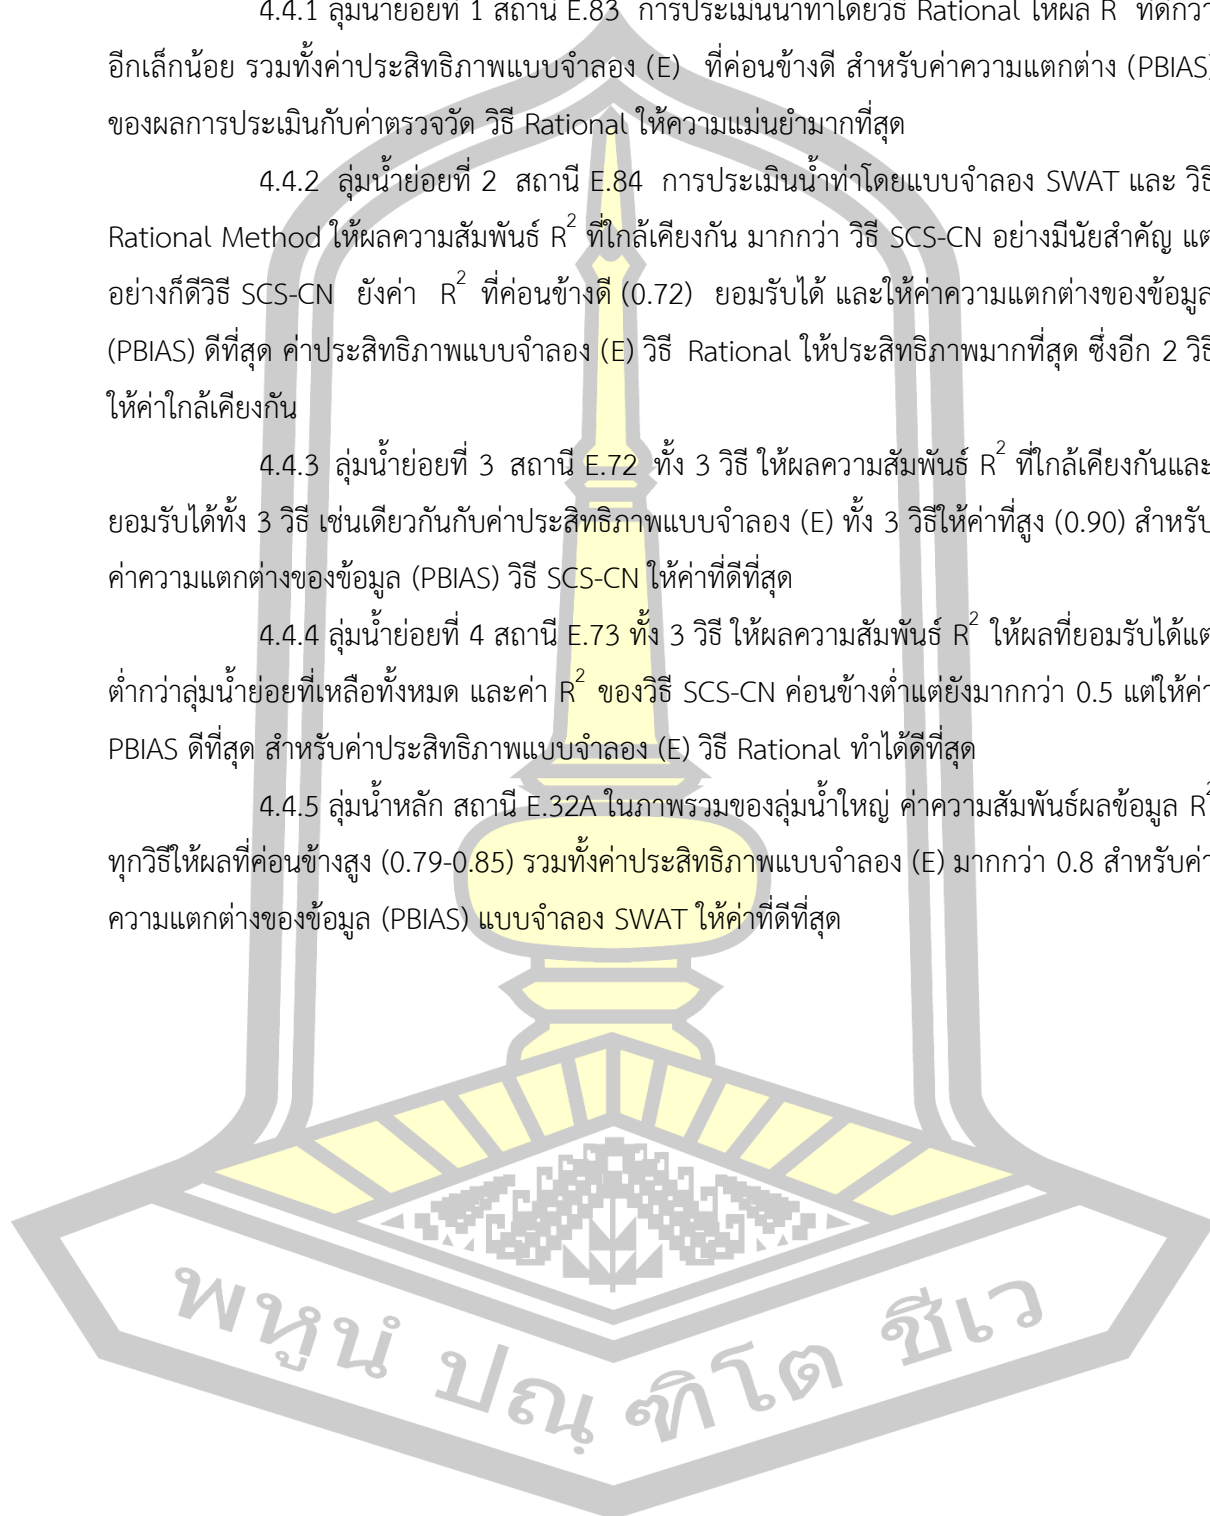 4.4.1 ลุ่มน้ำย่อยที่ 1 สถานี E.83 การประเมินน้ำท่าโดยวิธี Rational ให้ผล R ที่ดีกว่า
อีกเล็กน้อย รวมทั้งค่าประสิทธิภาพแบบจำลอง (E) ที่ค่อนข้างดี สำหรับค่าความแตกต่าง (PBIAS)
ของผลการประเมินกับค่าตรวจวัด วิธี Rational ให้ความแม่นยำมากที่สุด
4.4.2 ลุ่มน้ำย่อยที่ 2 สถานี E.84 การประเมินน้ำท่าโดยแบบจำลอง SWAT และ วิธี
Rational Method ให้ผลความสัมพันธ์ R² ที่ใกล้เคียงกัน มากกว่า วิธี SCS-CN อย่างมีนัยสำคัญ แต่
อย่างก็ดีวิธี SCS-CN ยังค่า R² ที่ค่อนข้างดี (0.72) ยอมรับได้ และให้ค่าความแตกต่างของข้อมูล
(PBIAS) ดีที่สุด ค่าประสิทธิภาพแบบจำลอง (E) วิธี Rational ให้ประสิทธิภาพมากที่สุด ซึ่งอีก 2 วิธี
ให้ค่าใกล้เคียงกัน
4.4.3 ลุ่มน้ำย่อยที่ 3 สถานี E.72 ทั้ง 3 วิธี ให้ผลความสัมพันธ์ R² ที่ใกล้เคียงกันและ
ยอมรับได้ทั้ง 3 วิธี เช่นเดียวกันกับค่าประสิทธิภาพแบบจำลอง (E) ทั้ง 3 วิธีให้ค่าที่สูง (0.90) สำหรับ
ค่าความแตกต่างของข้อมูล (PBIAS) วิธี SCS-CN ให้ค่าที่ดีที่สุด
4.4.4 ลุ่มน้ำย่อยที่ 4 สถานี E.73 ทั้ง 3 วิธี ให้ผลความสัมพันธ์ R² ให้ผลที่ยอมรับได้แต่
ต่ำกว่าลุ่มน้ำย่อยที่เหลือทั้งหมด และค่า R² ของวิธี SCS-CN ค่อนข้างต่ำแต่ยังมากกว่า 0.5 แต่ให้ค่า
PBIAS ดีที่สุด สำหรับค่าประสิทธิภาพแบบจำลอง (E) วิธี Rational ทำได้ดีที่สุด
4.4.5 ลุ่มน้ำหลัก สถานี E.32A ในภาพรวมของลุ่มน้ำใหญ่ ค่าความสัมพันธ์ผลข้อมูล R²
ทุกวิธีให้ผลที่ค่อนข้างสูง (0.79-0.85) รวมทั้งค่าประสิทธิภาพแบบจำลอง (E) มากกว่า 0.8 สำหรับค่า
ความแตกต่างของข้อมูล (PBIAS) แบบจำลอง SWAT ให้ค่าที่ดีที่สุด
พหูนํ ปณฺฑิโต ชีเว